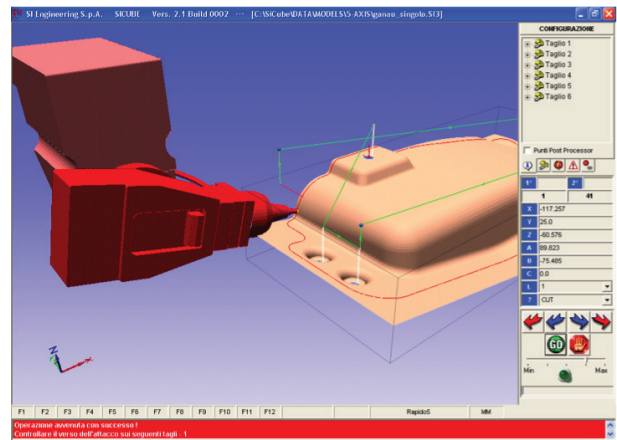 SI Engineering S.p.A. SICUBE Vers. 2.1 Build 0002 --- [C:\SiCube\DATA\MODELS\5-AXIS\ganau_singolo.SI3]
CONFIGURAZIONE
Taglio 1
Taglio 2
Taglio 3
Taglio 4
Taglio 5
Taglio 6
Punti Post Processor
1° 2°
1 41
X -117.257
Y 25.0
Z -60.576
A 89.823
B -75.485
C 0.0
L 1
T CUT
GO
Min Max
Z
F1 F2 F3 F4 F5 F6 F7 F8 F9 F10 F11 F12 Rapido5 MM
Operazione avvenuta con successo !
Controllare il verso dell'attacco sui seguenti tagli - 1